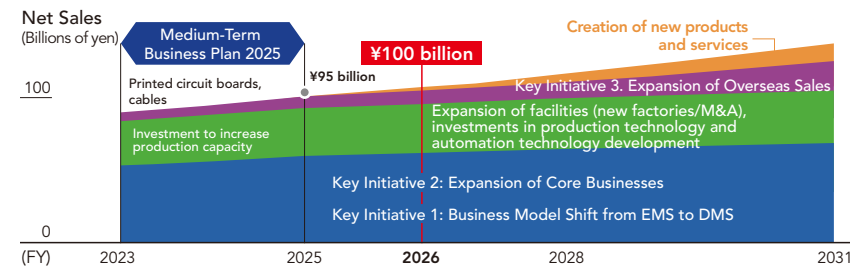 Net Sales
(Billions of yen)
Medium-Term
Business Plan 2025
¥100 billion
Creation of new products
and services
¥95 billion
Printed circuit boards,
cables
100
Key Initiative 3. Expansion of Overseas Sales
Expansion of facilities (new factories/M&A),
investments in production technology and
automation technology development
Investment to increase
production capacity
Key Initiative 2: Expansion of Core Businesses
Key Initiative 1: Business Model Shift from EMS to DMS
0
(FY) 2023 2025 2026 2028 2031